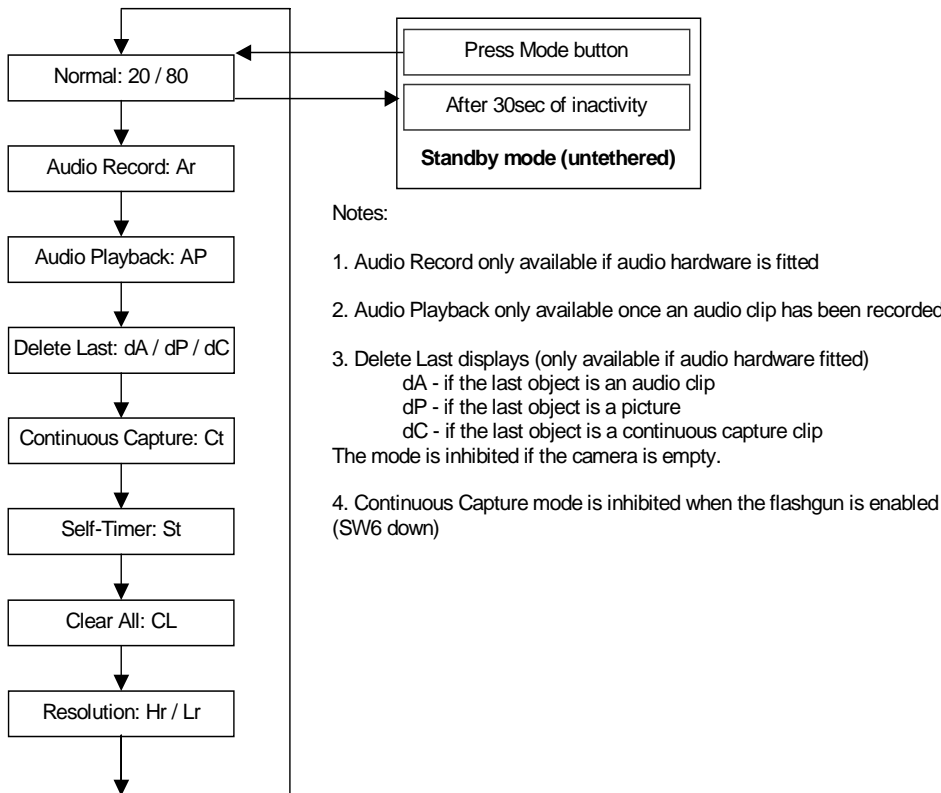 Normal: 20 / 80
Audio Record: Ar
Audio Playback: AP
Delete Last: dA / dP / dC
Continuous Capture: Ct
Self-Timer: St
Clear All: CL
Resolution: Hr / Lr
Press Mode button
After 30sec of inactivity
Standby mode (untethered)
Notes:
1. Audio Record only available if audio hardware is fitted
2. Audio Playback only available once an audio clip has been recorded
3. Delete Last displays (only available if audio hardware fitted)
dA - if the last object is an audio clip
dP - if the last object is a picture
dC - if the last object is a continuous capture clip
The mode is inhibited if the camera is empty.
4. Continuous Capture mode is inhibited when the flashgun is enabled
(SW6 down)